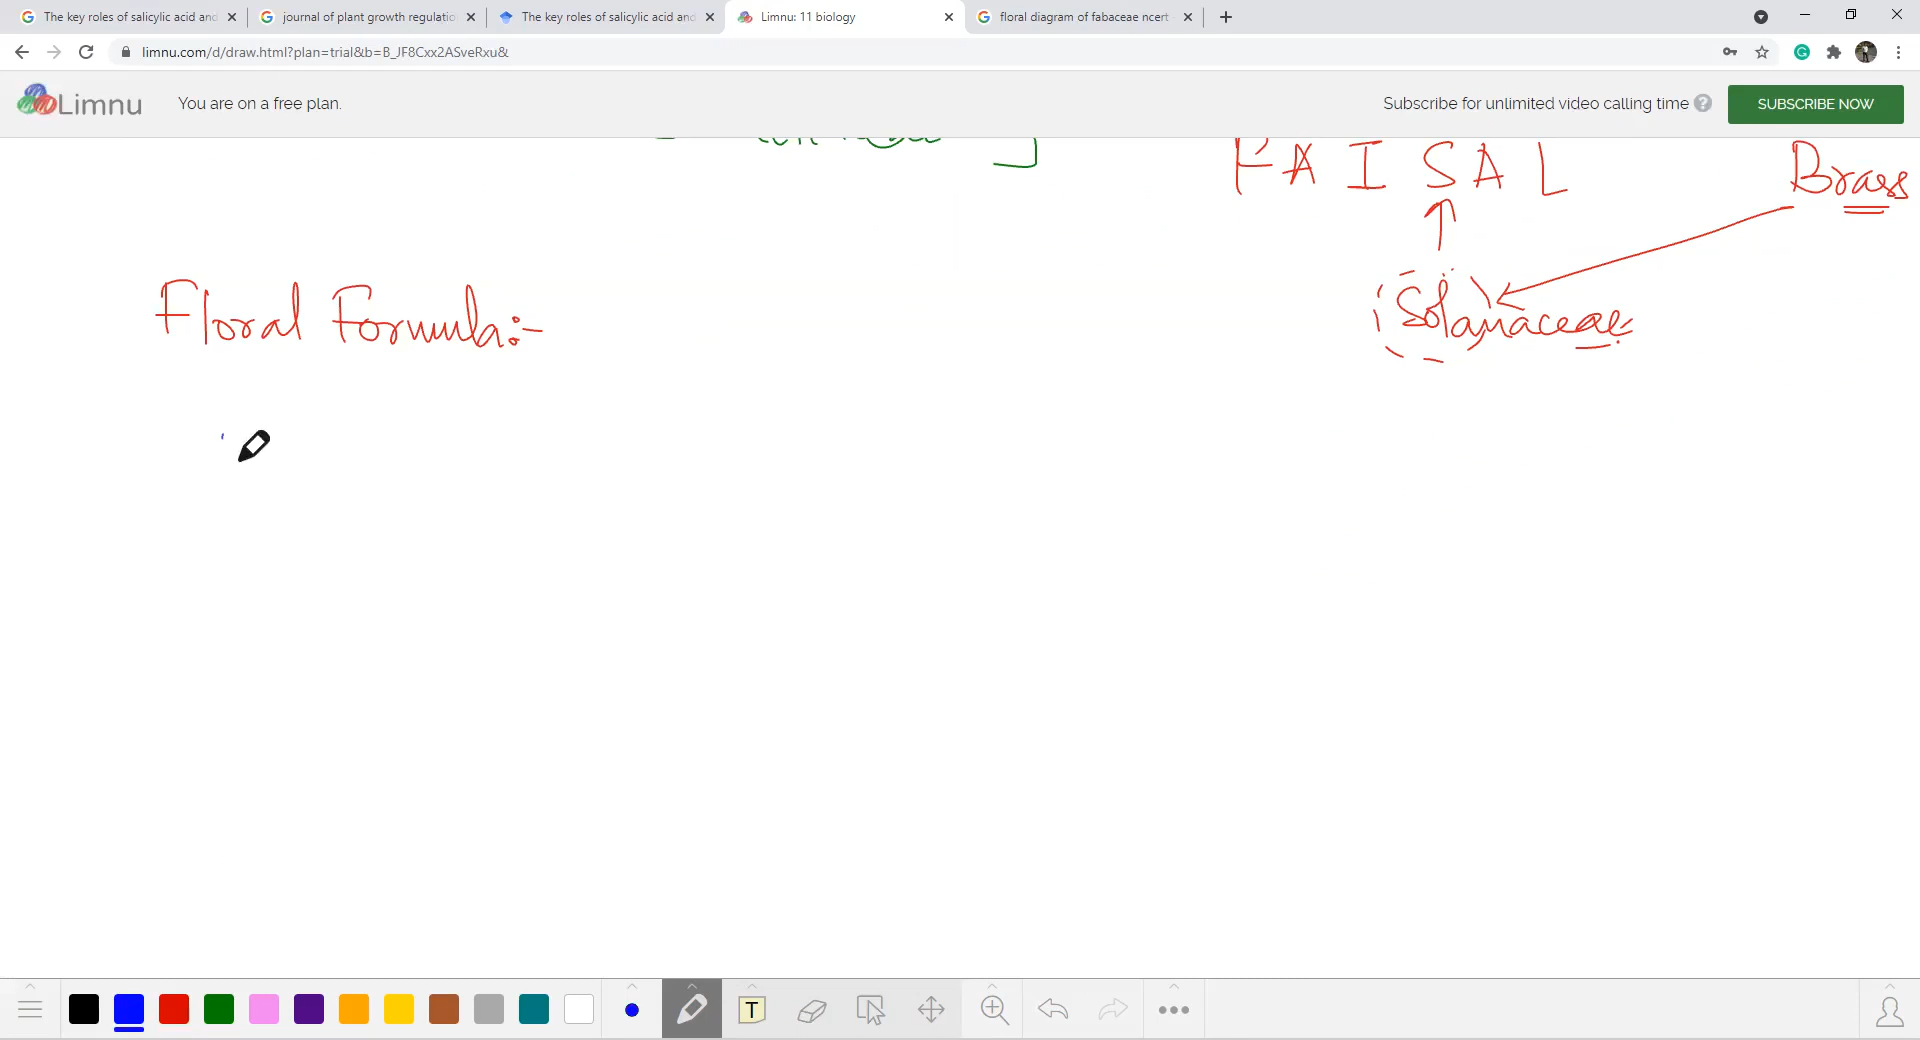 The key roles of salicylic acid and
journal of plant growth regulatio
The key roles of salicylic acid and
Limnu: 11 biology
floral diagram of fabaceae ncert
limnu.com/d/draw.html?plan=trial&b=B_JF8Cxx2ASveRxu&
Limnu
You are on a free plan.
Subscribe for unlimited video calling time ?
SUBSCRIBE NOW
FAISAL
Brass
Solanaceae
Floral Formula:-
T